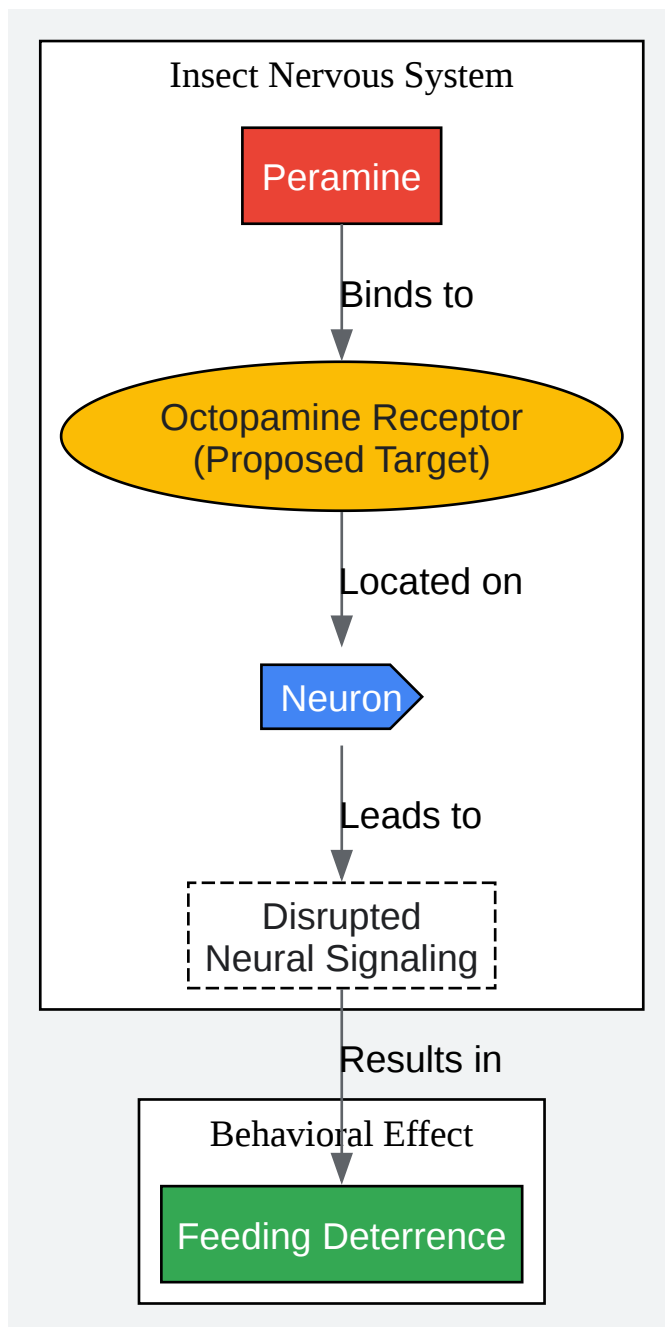 Insect Nervous System
Peramine
Binds to
Octopamine Receptor
(Proposed Target)
Located on
Neuron
Leads to
Disrupted
Neural Signaling
Results in
Behavioral Effect
Feeding Deterrence